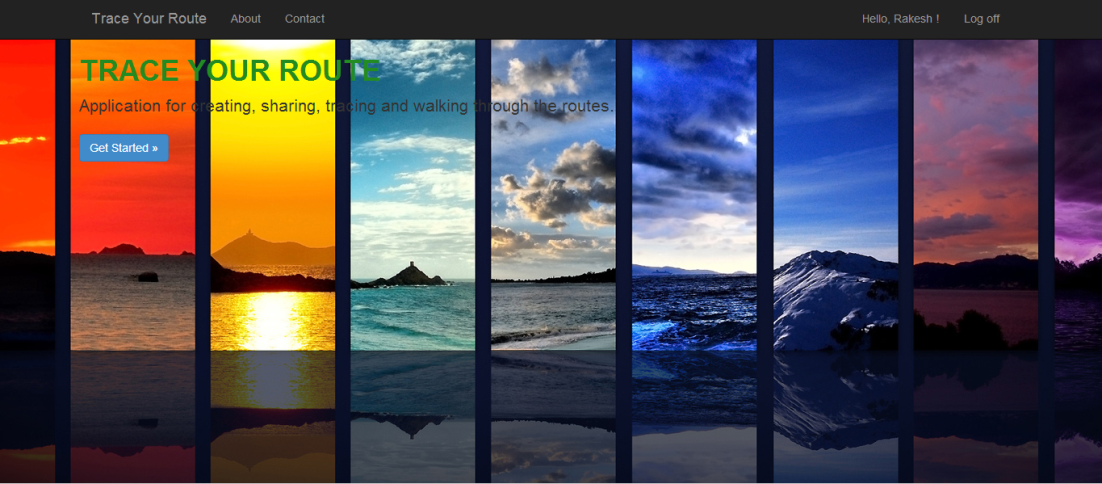 Trace Your Route About Contact Hello, Rakesh ! Log off
TRACE YOUR ROUTE
Application for creating, sharing, tracing and walking through the routes.
Get Started »